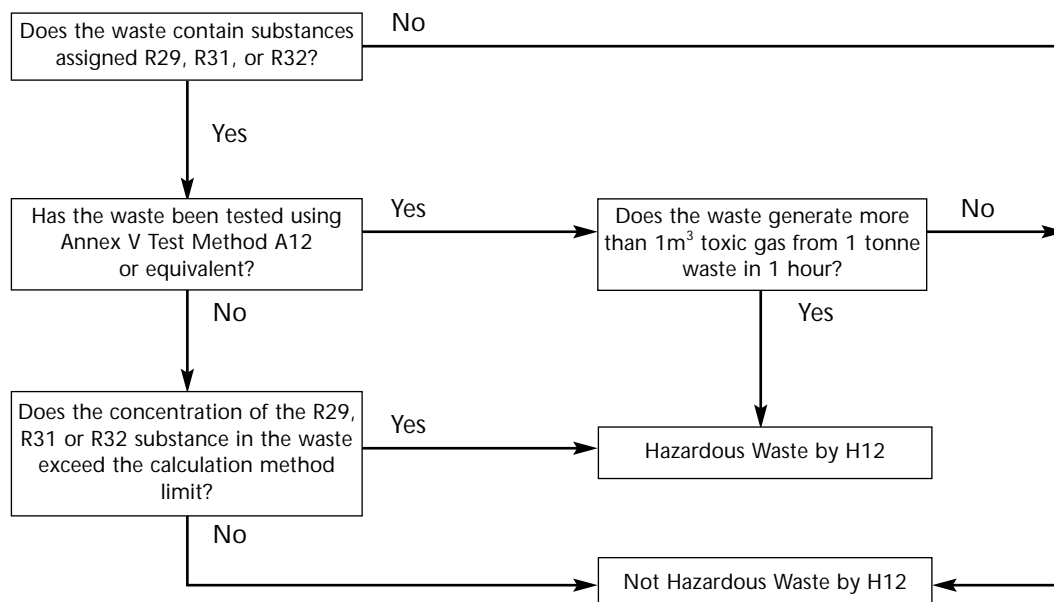 Does the waste contain substances
assigned R29, R31, or R32?
No
Yes
Has the waste been tested using
Annex V Test Method A12
or equivalent?
Yes
Does the waste generate more
than 1m³ toxic gas from 1 tonne
waste in 1 hour?
No
No
Yes
Does the concentration of the R29,
R31 or R32 substance in the waste
exceed the calculation method
limit?
Yes
Hazardous Waste by H12
No
Not Hazardous Waste by H12